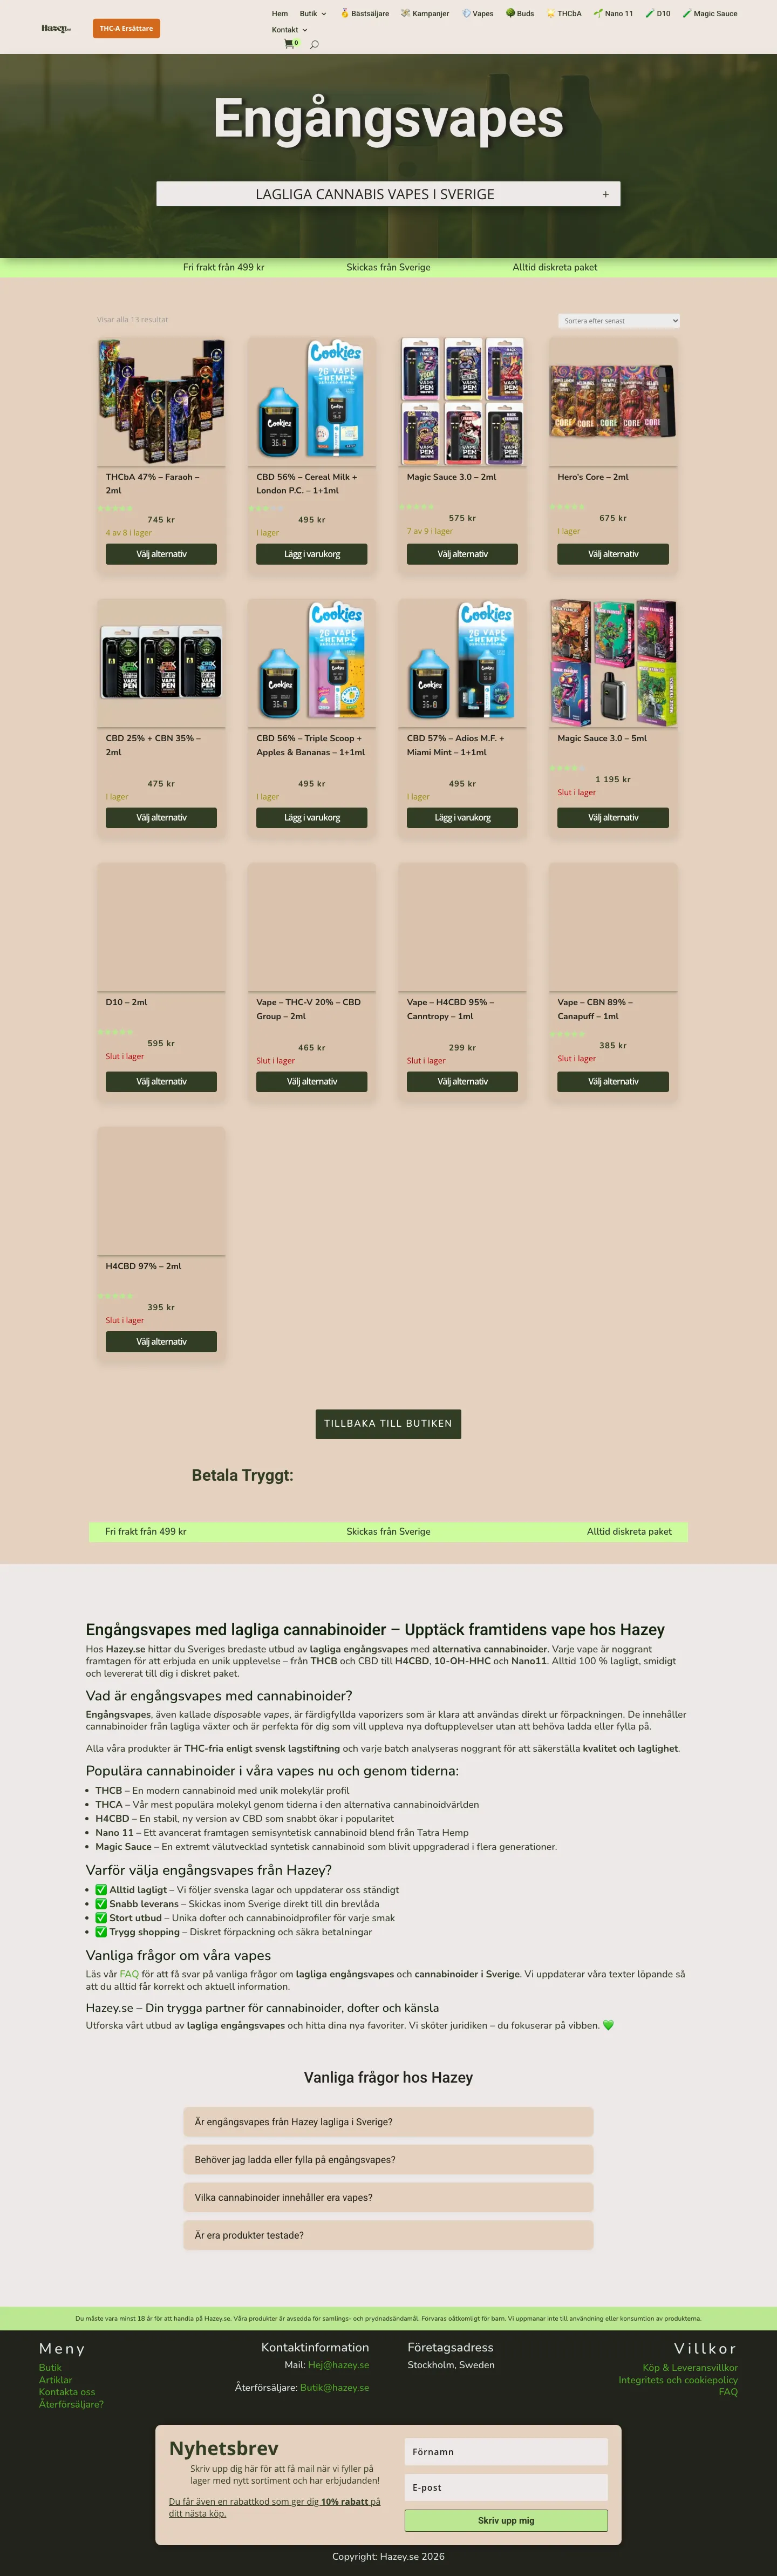 Hazey.se
THC-A Ersättare
Hem
Butik
🥇 Bästsäljare
💸 Kampanjer
💨 Vapes
🥦 Buds
THCbA
🌱 Nano 11
🧪 D10
🧪 Magic Sauce
Kontakt
0
Engångsvapes
LAGLIGA CANNABIS VAPES I SVERIGE
+
Fri frakt från 499 kr
Skickas från Sverige
Alltid diskreta paket
Visar alla 13 resultat
Sortera efter senast
THCbA 47% – Faraoh –
2ml
745 kr
4 av 8 i lager
Välj alternativ
Cookies
2G VAPE
HEMP
Cookies
CBD 56% – Cereal Milk +
London P.C. – 1+1ml
495 kr
I lager
Lägg i varukorg
VAPE
PEN
Magic Sauce 3.0 – 2ml
575 kr
7 av 9 i lager
Välj alternativ
CORE
CORE
CORE
CORE
CORE
Hero's Core – 2ml
675 kr
I lager
Välj alternativ
VAPE
PEN
CBD 25% + CBN 35% –
2ml
475 kr
I lager
Välj alternativ
Cookies
2G VAPE
HEMP
Cookies
CBD 56% – Triple Scoop +
Apples & Bananas – 1+1ml
495 kr
I lager
Lägg i varukorg
Cookies
2G VAPE
HEMP
Cookies
CBD 57% – Adios M.F. +
Miami Mint – 1+1ml
495 kr
I lager
Lägg i varukorg
MAGIC FARMERS
Magic Sauce 3.0 – 5ml
1 195 kr
Slut i lager
Välj alternativ
D10 – 2ml
595 kr
Slut i lager
Välj alternativ
Vape – THC-V 20% – CBD
Group – 2ml
465 kr
Slut i lager
Välj alternativ
Vape – H4CBD 95% –
Canntropy – 1ml
299 kr
Slut i lager
Välj alternativ
Vape – CBN 89% –
Canapuff – 1ml
385 kr
Slut i lager
Välj alternativ
H4CBD 97% – 2ml
395 kr
Slut i lager
Välj alternativ
TILLBAKA TILL BUTIKEN
Betala Tryggt:
Fri frakt från 499 kr
Skickas från Sverige
Alltid diskreta paket
Engångsvapes med lagliga cannabinoider – Upptäck framtidens vape hos Hazey
Hos Hazey.se hittar du Sveriges bredaste utbud av lagliga engångsvapes med alternativa cannabinoider. Varje vape är noggrant
framtagen för att erbjuda en unik upplevelse – från THCB och CBD till H4CBD, 10-OH-HHC och Nano11. Alltid 100 % lagligt, smidigt
och levererat till dig i diskret paket.
Vad är engångsvapes med cannabinoider?
Engångsvapes, även kallade disposable vapes, är färdigfyllda vaporizers som är klara att användas direkt ur förpackningen. De innehåller
cannabinoider från lagliga växter och är perfekta för dig som vill uppleva nya doftupplevelser utan att behöva ladda eller fylla på.
Alla våra produkter är THC-fria enligt svensk lagstiftning och varje batch analyseras noggrant för att säkerställa kvalitet och laglighet.
Populära cannabinoider i våra vapes nu och genom tiderna:
• THCB – En modern cannabinoid med unik molekylär profil
• THCA – Vår mest populära molekyl genom tiderna i den alternativa cannabinoidvärlden
• H4CBD – En stabil, ny version av CBD som snabbt ökar i popularitet
• Nano 11 – Ett avancerat framtagen semisyntetisk cannabinoid blend från Tatra Hemp
• Magic Sauce – En extremt välutvecklad syntetisk cannabinoid som blivit uppgraderad i flera generationer.
Varför välja engångsvapes från Hazey?
• ✅ Alltid lagligt – Vi följer svenska lagar och uppdaterar oss ständigt
• ✅ Snabb leverans – Skickas inom Sverige direkt till din brevlåda
• ✅ Stort utbud – Unika dofter och cannabinoidprofiler för varje smak
• ✅ Trygg shopping – Diskret förpackning och säkra betalningar
Vanliga frågor om våra vapes
Läs vår FAQ för att få svar på vanliga frågor om lagliga engångsvapes och cannabinoider i Sverige. Vi uppdaterar våra texter löpande så
att du alltid får korrekt och aktuell information.
Hazey.se – Din trygga partner för cannabinoider, dofter och känsla
Utforska vårt utbud av lagliga engångsvapes och hitta dina nya favoriter. Vi sköter juridiken – du fokuserar på vibben. 💚
Vanliga frågor hos Hazey
Är engångsvapes från Hazey lagliga i Sverige?
Behöver jag ladda eller fylla på engångsvapes?
Vilka cannabinoider innehåller era vapes?
Är era produkter testade?
Du måste vara minst 18 år för att handla på Hazey.se. Våra produkter är avsedda för samlings- och prydnadsändamål. Förvaras oåtkomligt för barn. Vi uppmanar inte till användning eller konsumtion av produkterna.
Meny
Butik
Artiklar
Kontakta oss
Återförsäljare?
Kontaktinformation
Mail: Hej@hazey.se
Återförsäljare: Butik@hazey.se
Företagsadress
Stockholm, Sweden
Villkor
Köp & Leveransvillkor
Integritets och cookiepolicy
FAQ
Nyhetsbrev
Skriv upp dig här för att få mail när vi fyller på
lager med nytt sortiment och har erbjudanden!
Du får även en rabattkod som ger dig 10% rabatt på
ditt nästa köp.
Förnamn
E-post
Skriv upp mig
Copyright: Hazey.se 2026